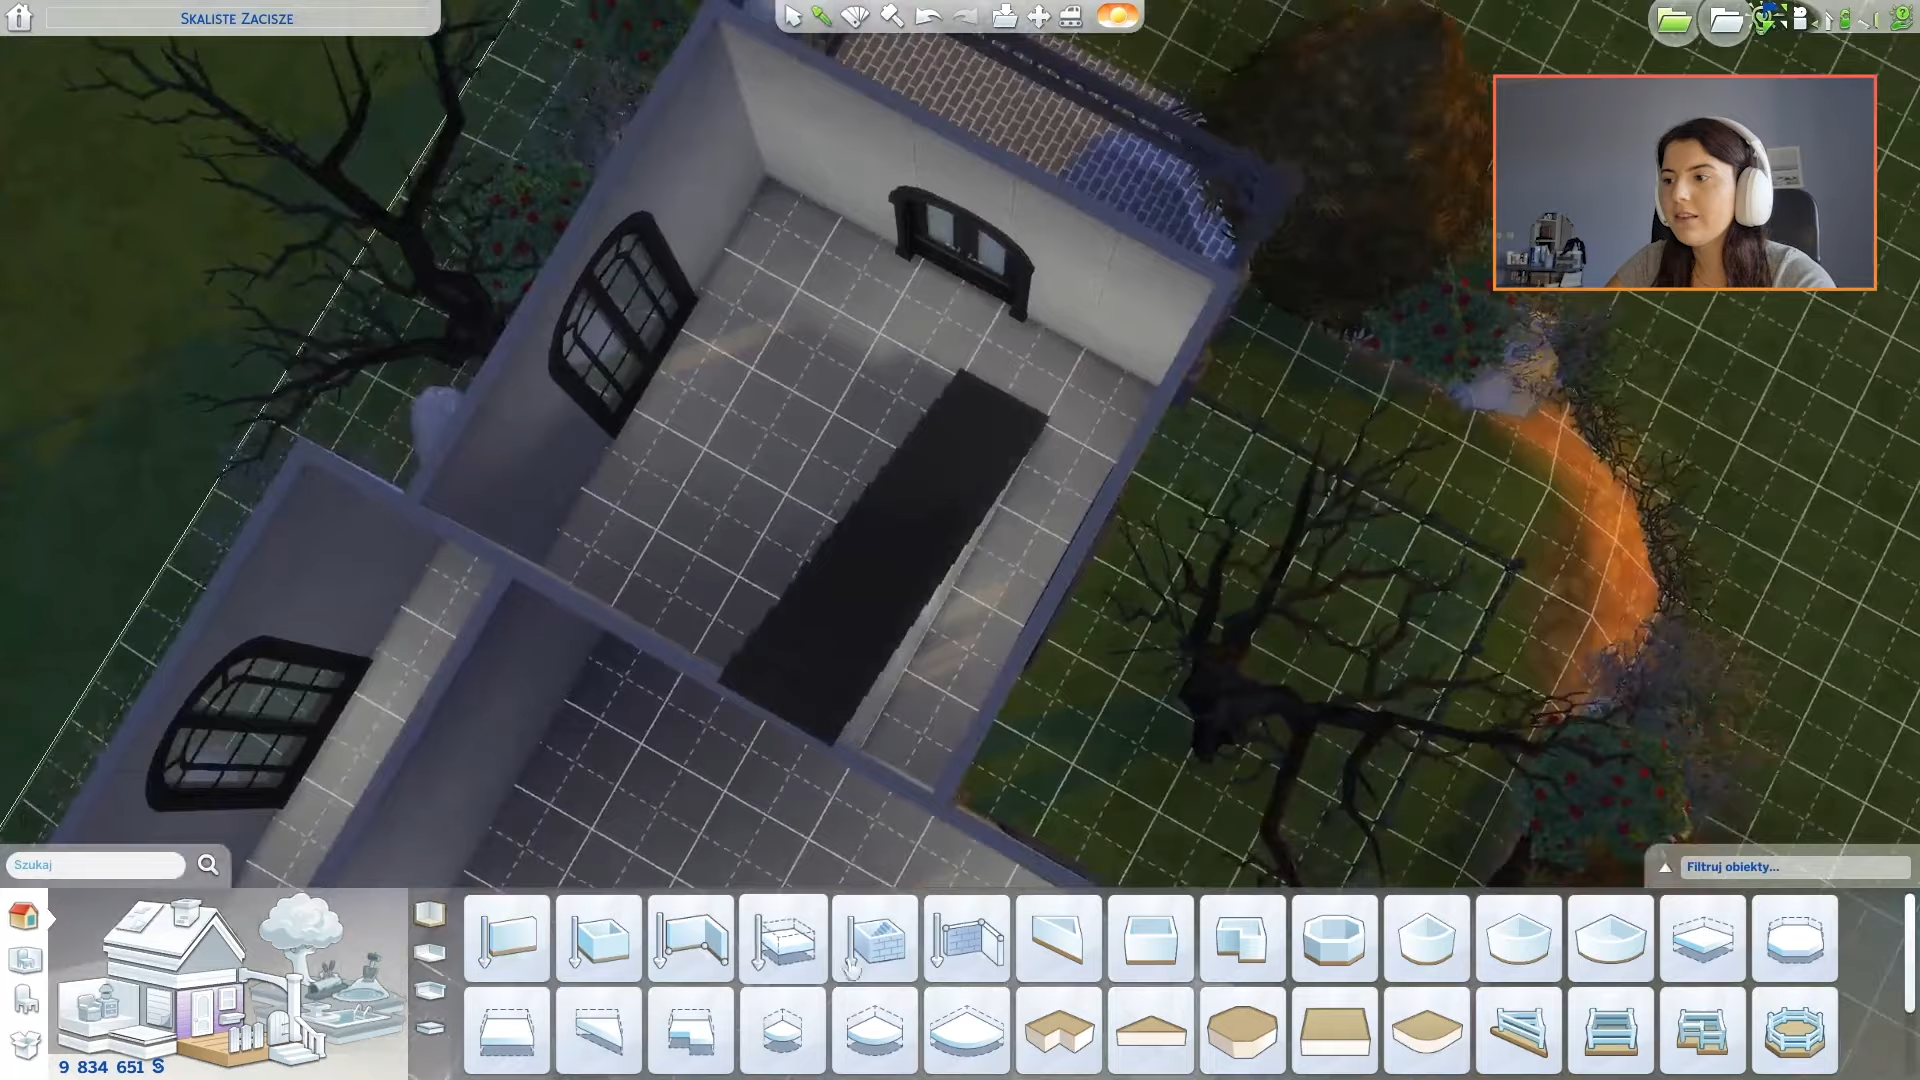 Skaliste Zacisze
Szukaj
Filtruj obiekty...
9 834 651 §